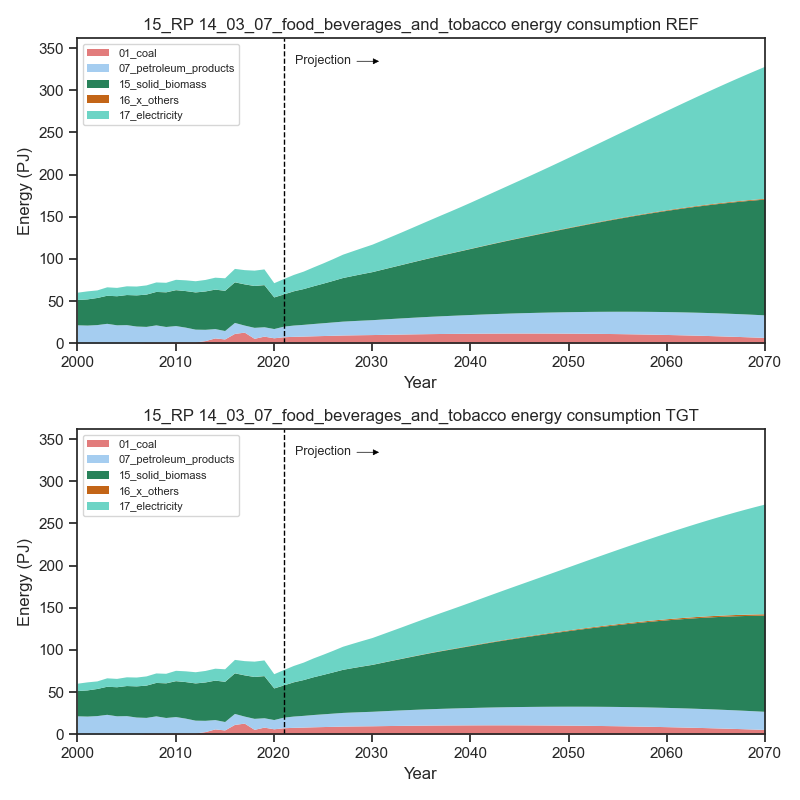 15_RP 14_03_07_food_beverages_and_tobacco energy consumption REF
350
300
250
200
150
100
50
0
Energy (PJ)
01_coal
07_petroleum_products
15_solid_biomass
16_x_others
17_electricity
Projection
2000
2010
2020
2030
2040
2050
2060
2070
Year
15_RP 14_03_07_food_beverages_and_tobacco energy consumption TGT
350
300
250
200
150
100
50
0
Energy (PJ)
01_coal
07_petroleum_products
15_solid_biomass
16_x_others
17_electricity
Projection
2000
2010
2020
2030
2040
2050
2060
2070
Year